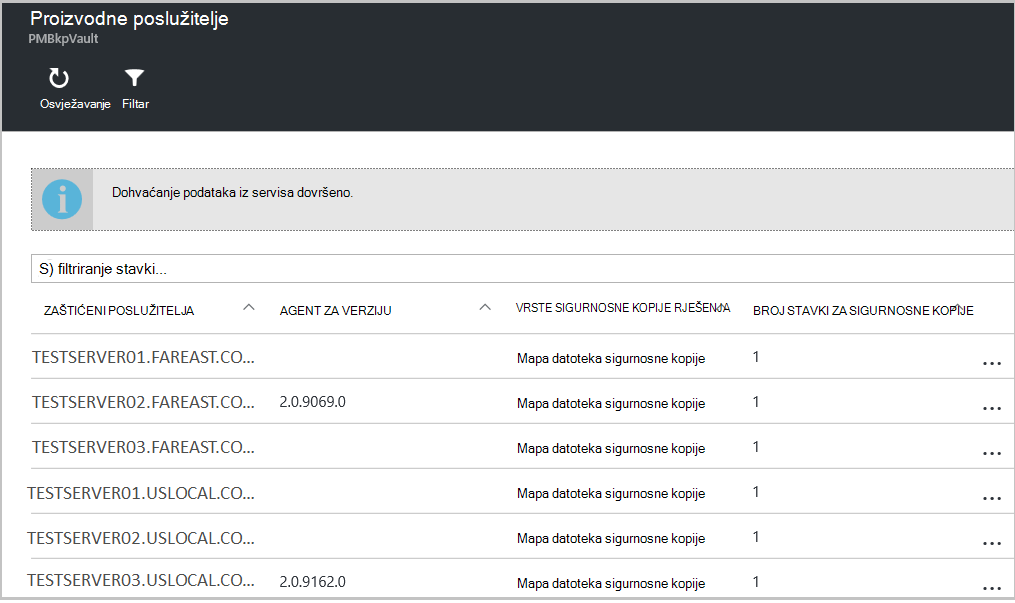 Proizvodne poslužitelje
PMBkpVault
Osvježavanje Filtar
Dohvaćanje podataka iz servisa dovršeno.
S) filtriranje stavki...
ZAŠTIĆENI POSLUŽITELJA AGENT ZA VERZIJU VRSTE SIGURNOSNE KOPIJE RJEŠENJA BROJ STAVKI ZA SIGURNOSNE KOPIJE
TESTSERVER01.FAREAST.CO... Mapa datoteka sigurnosne kopije 1 ...
TESTSERVER02.FAREAST.CO... 2.0.9069.0 Mapa datoteka sigurnosne kopije 1 ...
TESTSERVER03.FAREAST.CO... Mapa datoteka sigurnosne kopije 1 ...
TESTSERVER01.USLOCAL.CO... Mapa datoteka sigurnosne kopije 1 ...
TESTSERVER02.USLOCAL.CO... Mapa datoteka sigurnosne kopije 1 ...
TESTSERVER03.USLOCAL.CO... 2.0.9162.0 Mapa datoteka sigurnosne kopije 1 ...